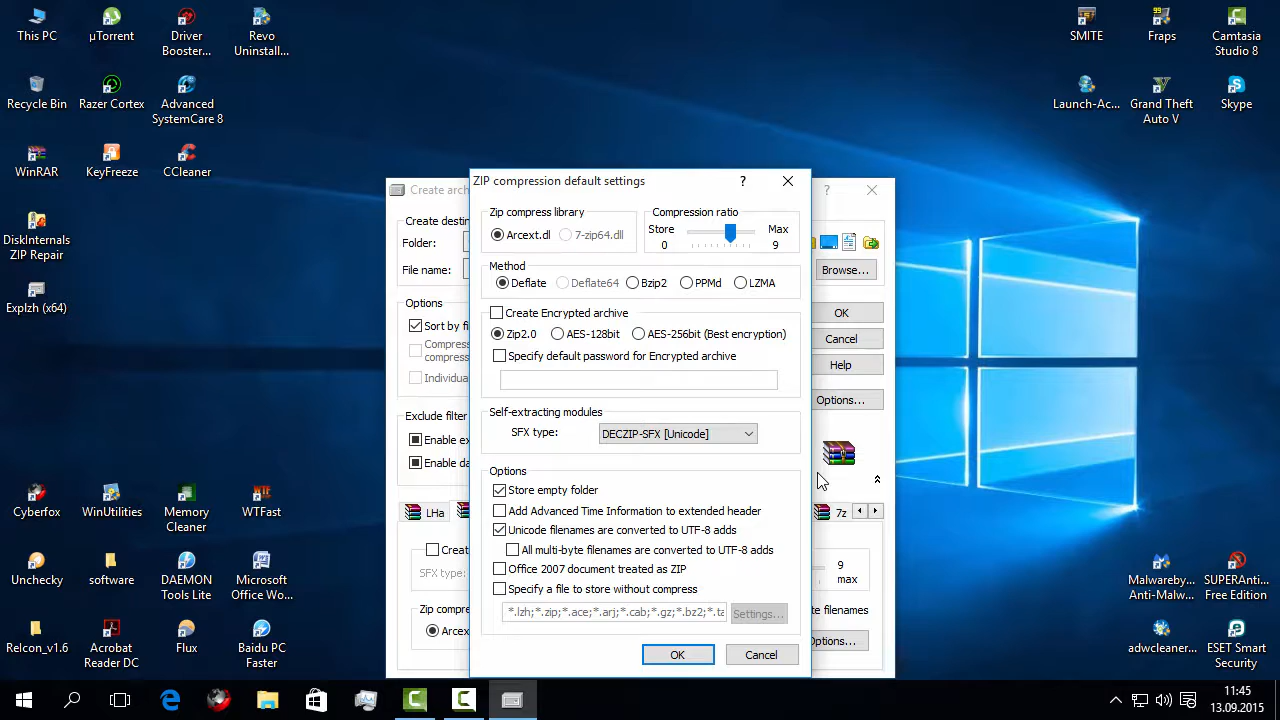 This PC
µTorrent
Driver
Booster...
Revo
Uninstall...
SMITE
Fraps
Camtasia
Studio 8
Recycle Bin
Razer Cortex
Advanced
SystemCare 8
Launch-Ac...
Grand Theft
Auto V
Skype
WinRAR
KeyFreeze
CCleaner
DiskInternals
ZIP Repair
Explzh (x64)
Cyberfox
WinUtilities
Memory
Cleaner
WTFast
Unchecky
software
DAEMON
Tools Lite
Microsoft
Office Wo...
Malwareby...
Anti-Malw...
SUPERAnti...
Free Edition
Relcon_v1.6
Acrobat
Reader DC
Flux
Baidu PC
Faster
adwcleaner...
ESET Smart
Security
Create arch
Create destin
Folder:
File name:
Browse...
Options
Sort by fi
Compress
compress
Individua
OK
Cancel
Help
Options...
Exclude filter
Enable ex
Enable da
LHa
7z
Creat
SFX type:
9
max
Zip compre
Arcex
te filenames
Options...
ZIP compression default settings
?
Zip compress library
Arcext.dl
7-zip64.dll
Compression ratio
Store
0
Max
9
Method
Deflate
Deflate64
Bzip2
PPMd
LZMA
Create Encrypted archive
Zip2.0
AES-128bit
AES-256bit (Best encryption)
Specify default password for Encrypted archive
Self-extracting modules
SFX type:
DECZIP-SFX [Unicode]
Options
Store empty folder
Add Advanced Time Information to extended header
Unicode filenames are converted to UTF-8 adds
All multi-byte filenames are converted to UTF-8 adds
Office 2007 document treated as ZIP
Specify a file to store without compress
*.lzh;*.zip;*.ace;*.arj;*.cab;*.gz;*.bz2;*.ta
Settings...
OK
Cancel
11:45
13.09.2015